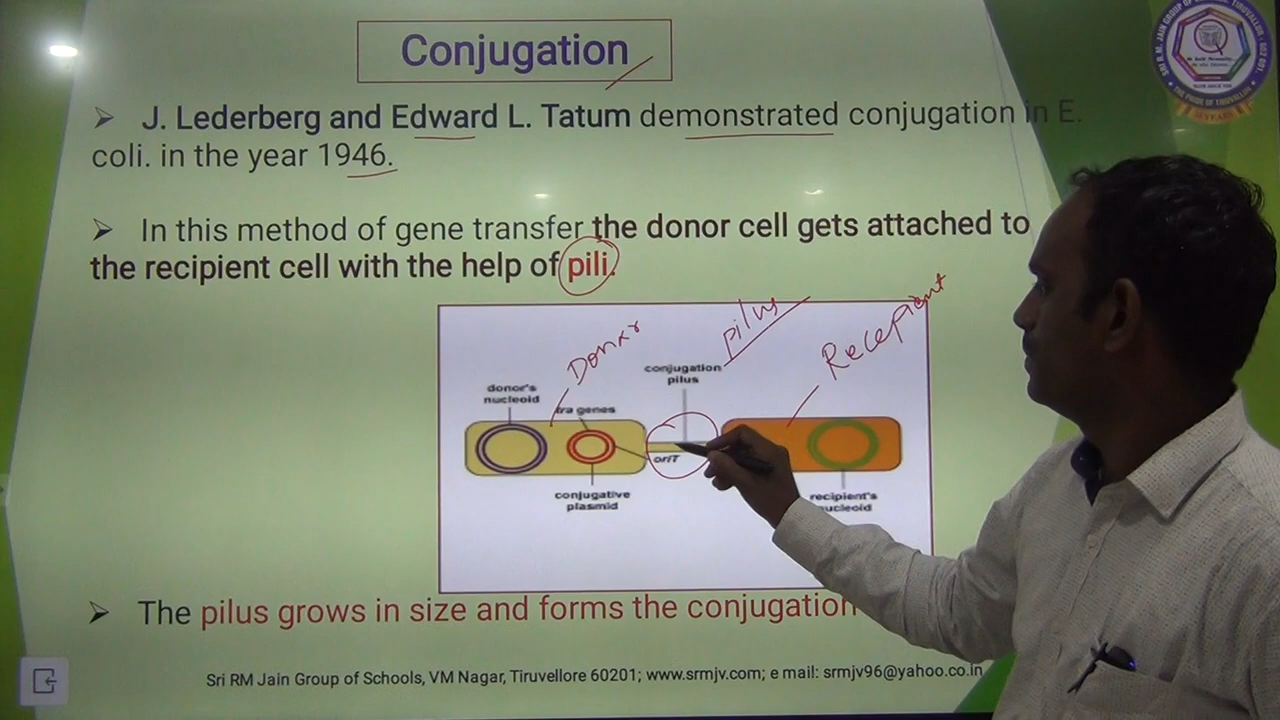 Conjugation
➢ J. Lederberg and Edward L. Tatum demonstrated conjugation in E.
coli. in the year 1946.
➢ In this method of gene transfer the donor cell gets attached to
the recipient cell with the help of pili.
Donar
pilus
Recepient
donor's
nucleoid
tra genes
conjugation
pilus
oriT
conjugative
plasmid
recipient's
nucleoid
➢ The pilus grows in size and forms the conjugation
Sri RM Jain Group of Schools, VM Nagar, Tiruvellore 60201; www.srmjv.com; e mail: srmjv96@yahoo.co.in